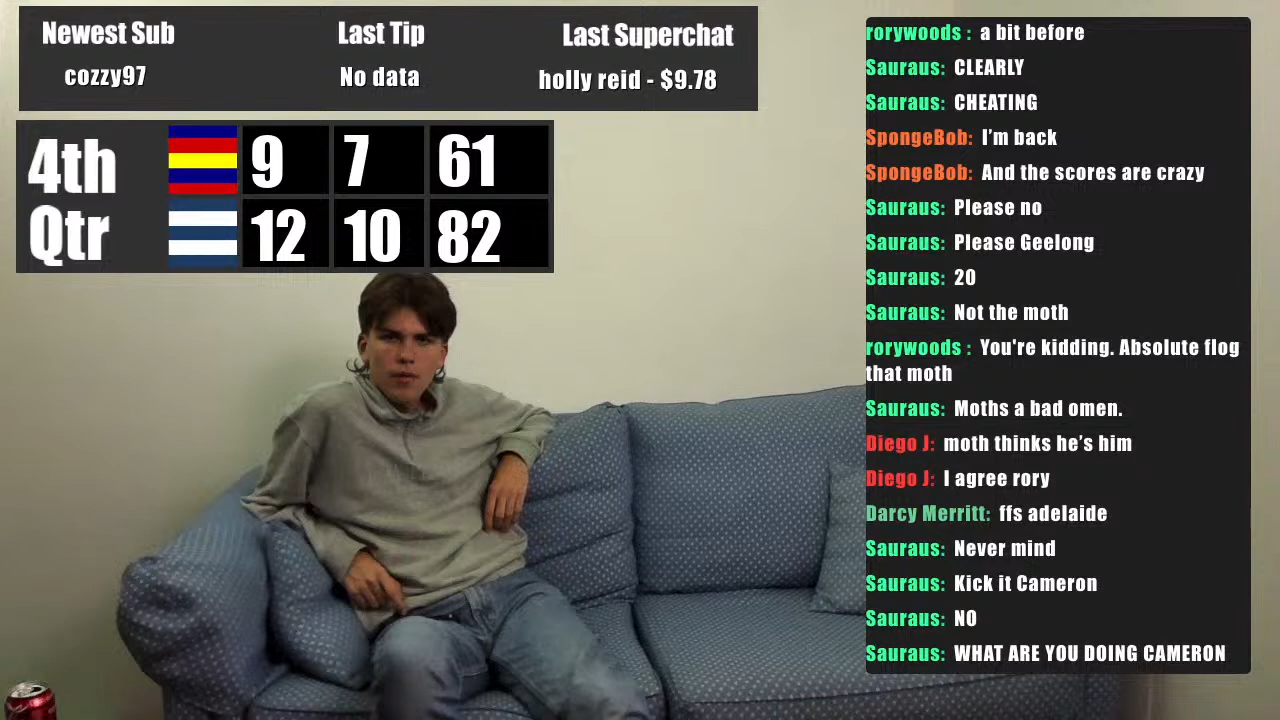 Newest Sub
Last Tip
Last Superchat
cozzy97
No data
holly reid - $9.78
4th
9 7 61
Qtr
12 10 82
rorywoods : a bit before
Sauraus: CLEARLY
Sauraus: CHEATING
SpongeBob: I'm back
SpongeBob: And the scores are crazy
Sauraus: Please no
Sauraus: Please Geelong
Sauraus: 20
Sauraus: Not the moth
rorywoods : You're kidding. Absolute flog
that moth
Sauraus: Moths a bad omen.
Diego J: moth thinks he's him
Diego J: I agree rory
Darcy Merritt: ffs adelaide
Sauraus: Never mind
Sauraus: Kick it Cameron
Sauraus: NO
Sauraus: WHAT ARE YOU DOING CAMERON